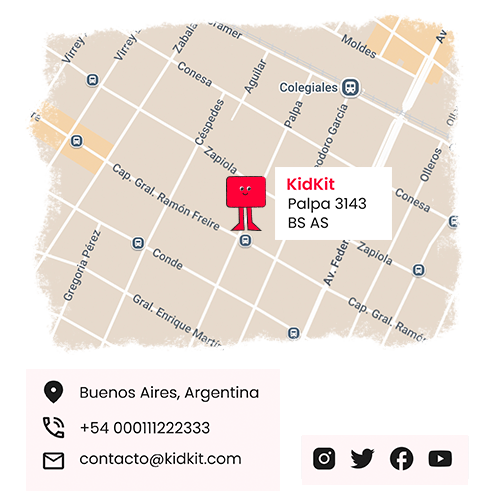 Virrey
Virrey
Zabala
Cramer
Moldes
Av
Conesa
Aguilar
Colegiales
Céspedes
Palpa
Teodoro García
Zapiola
Olleros
KidKit
Palpa 3143
BS AS
Cap. Gral. Ramón Freire
Conesa
Gregoria Pérez
Conde
Av. Feder
Zapiola
Gral. Enrique Martín
Cap. Gral. Ramó
Buenos Aires, Argentina
+54 000111222333
contacto@kidkit.com